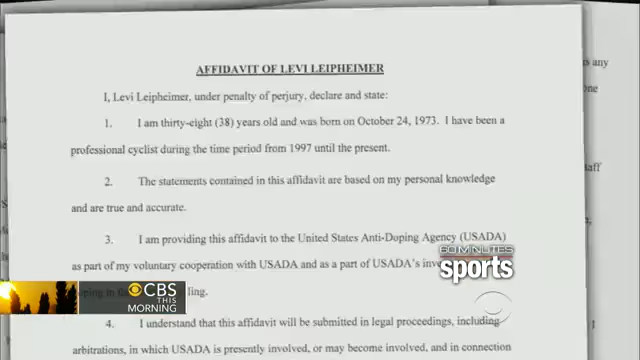 AFFIDAVIT OF LEVI LEIPHEIMER
I, Levi Leipheimer, under penalty of perjury, declare and state:
1. I am thirty-eight (38) years old and was born on October 24, 1973. I have been a
professional cyclist during the time period from 1997 until the present.
2. The statements contained in this affidavit are based on my personal knowledge
and are true and accurate.
3. I am providing this affidavit to the United States Anti-Doping Agency (USADA)
as part of my voluntary cooperation with USADA and as a part of USADA's
4. I understand that this affidavit will be submitted in legal proceedings, including
arbitrations, in which USADA is presently involved, or may become involved, and in connection
any
60 MINUTES
sports
CBS
THIS
MORNING